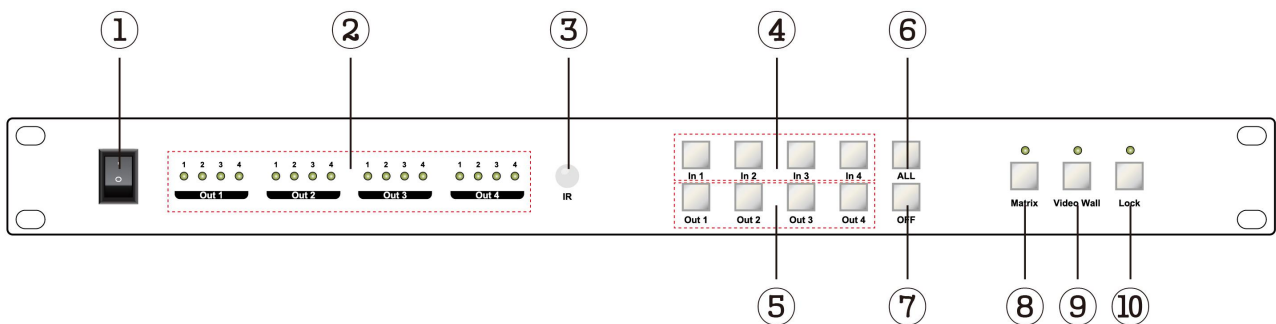 ① ② ③ ④ ⑥
1 2 3 4 1 2 3 4 1 2 3 4 1 2 3 4
Out 1 Out 2 Out 3 Out 4
IR
In 1 In 2 In 3 In 4 ALL
Out 1 Out 2 Out 3 Out 4 OFF
Matrix Video Wall Lock
⑤ ⑦ ⑧ ⑨ ⑩